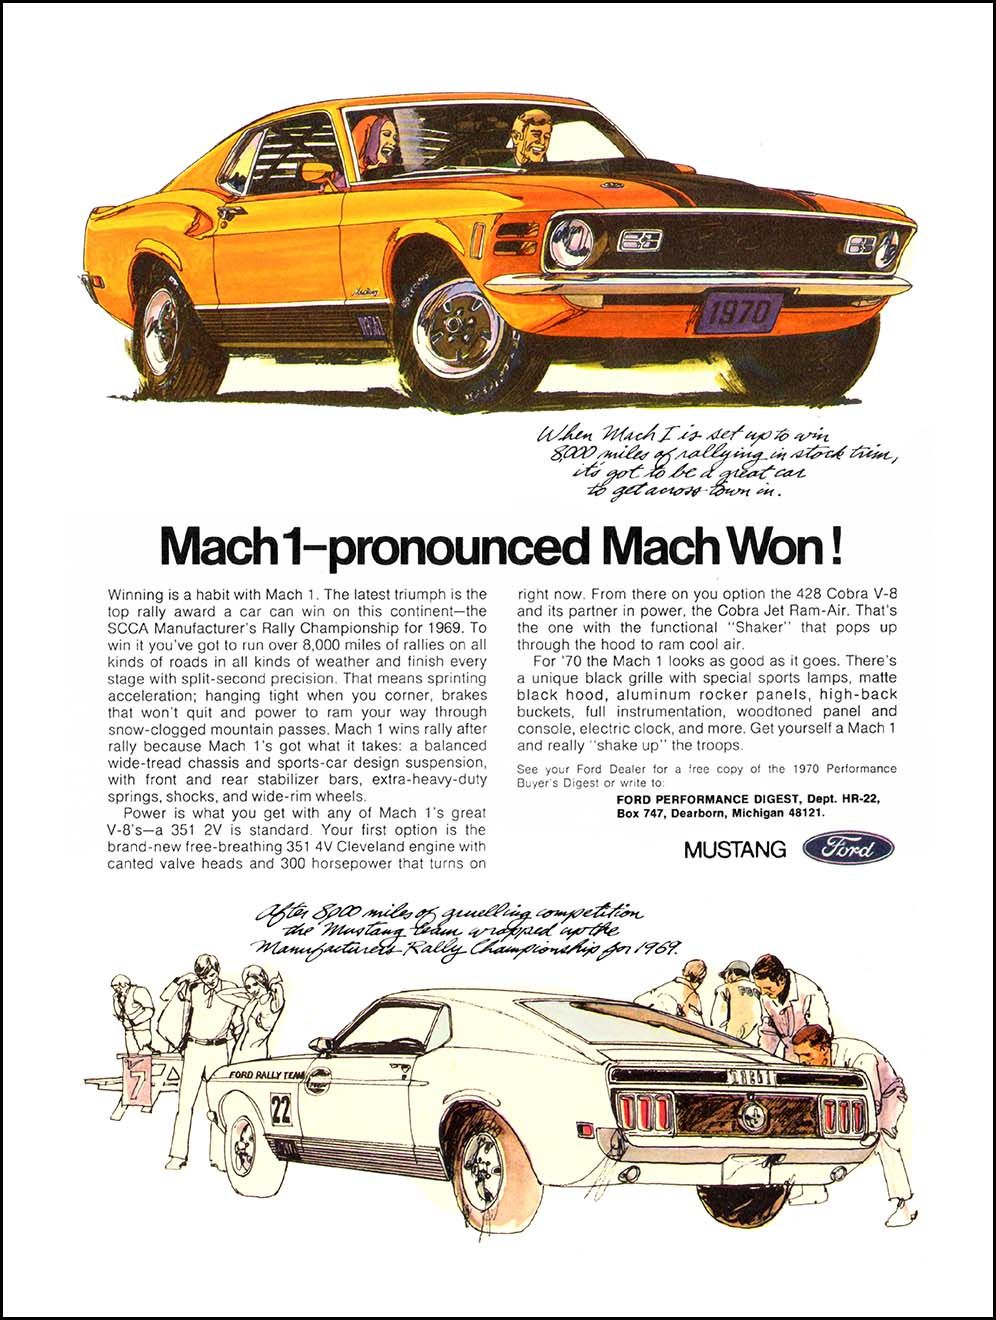 Mustang
1970
When Mach I is set up to win
8,000 miles of rallying in stock trim,
it's got to be a great car
to get across town in.
Mach 1–pronounced Mach Won!
Winning is a habit with Mach 1. The latest triumph is the
top rally award a car can win on this continent—the
SCCA Manufacturer's Rally Championship for 1969. To
win it you've got to run over 8,000 miles of rallies on all
kinds of roads in all kinds of weather and finish every
stage with split-second precision. That means sprinting
acceleration; hanging tight when you corner, brakes
that won't quit and power to ram your way through
snow-clogged mountain passes. Mach 1 wins rally after
rally because Mach 1's got what it takes: a balanced
wide-tread chassis and sports-car design suspension,
with front and rear stabilizer bars, extra-heavy-duty
springs, shocks, and wide-rim wheels.
Power is what you get with any of Mach 1's great
V-8's—a 351 2V is standard. Your first option is the
brand-new free-breathing 351 4V Cleveland engine with
canted valve heads and 300 horsepower that turns on
right now. From there on you option the 428 Cobra V-8
and its partner in power, the Cobra Jet Ram-Air. That's
the one with the functional "Shaker" that pops up
through the hood to ram cool air.
For '70 the Mach 1 looks as good as it goes. There's
a unique black grille with special sports lamps, matte
black hood, aluminum rocker panels, high-back
buckets, full instrumentation, woodtoned panel and
console, electric clock, and more. Get yourself a Mach 1
and really "shake up" the troops.
See your Ford Dealer for a free copy of the 1970 Performance
Buyer's Digest or write to:
FORD PERFORMANCE DIGEST, Dept. HR-22,
Box 747, Dearborn, Michigan 48121.
MUSTANG Ford
After 8000 miles of gruelling competition
the Mustang team wrapped up the
Manufacturers Rally Championship for 1969.
7
FORD RALLY TEAM
22